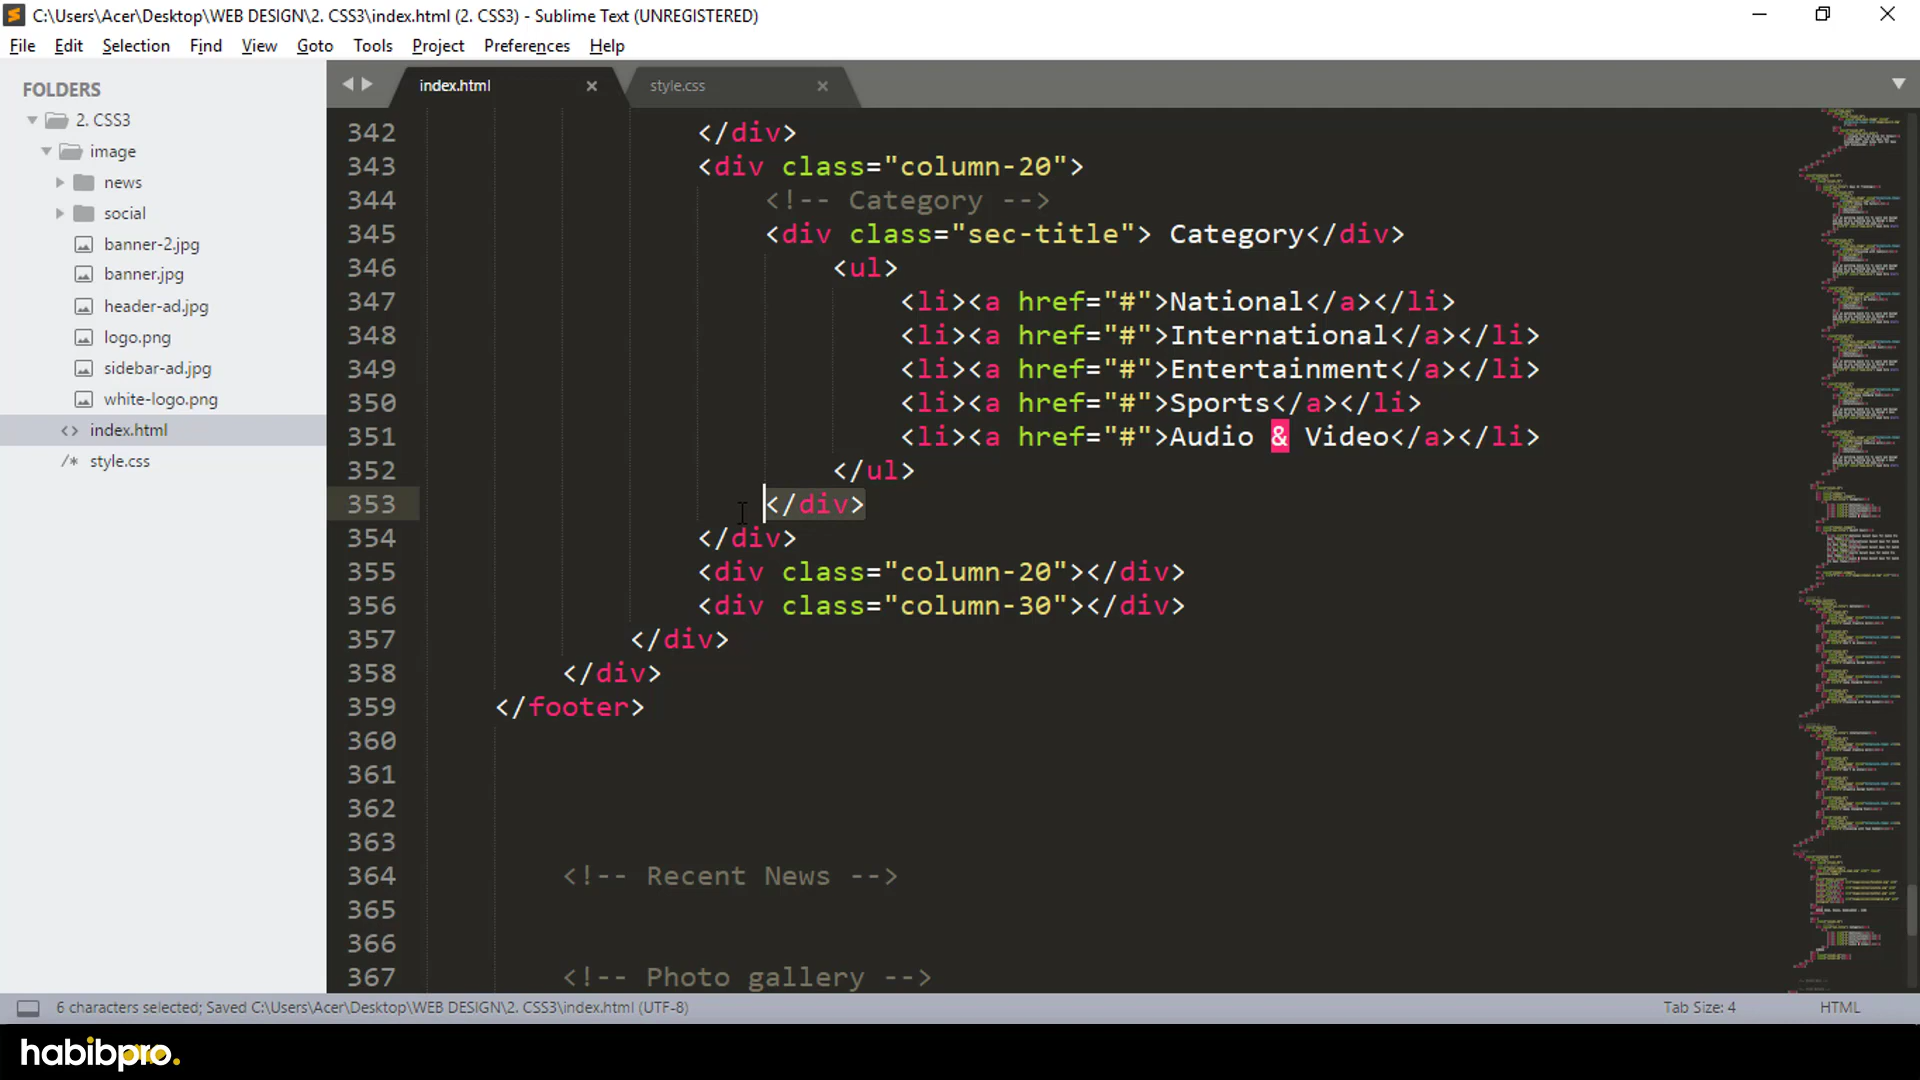 C:\Users\Acer\Desktop\WEB DESIGN\2. CSS3\index.html (2. CSS3) - Sublime Text (UNREGISTERED)
File Edit Selection Find View Goto Tools Project Preferences Help
FOLDERS
2. CSS3
image
news
social
banner-2.jpg
banner.jpg
header-ad.jpg
logo.png
sidebar-ad.jpg
white-logo.png
<> index.html
/* style.css
index.html style.css
342 </div>
343 <div class="column-20">
344 <!-- Category -->
345 <div class="sec-title"> Category</div>
346 <ul>
347 <li><a href="#">National</a></li>
348 <li><a href="#">International</a></li>
349 <li><a href="#">Entertainment</a></li>
350 <li><a href="#">Sports</a></li>
351 <li><a href="#">Audio & Video</a></li>
352 </ul>
353 </div>
354 </div>
355 <div class="column-20"></div>
356 <div class="column-30"></div>
357 </div>
358 </div>
359 </footer>
360
361
362
363
364 <!-- Recent News -->
365
366
367 <!-- Photo gallery -->
6 characters selected; Saved C:\Users\Acer\Desktop\WEB DESIGN\2. CSS3\index.html (UTF-8) Tab Size: 4 HTML
habibpro.